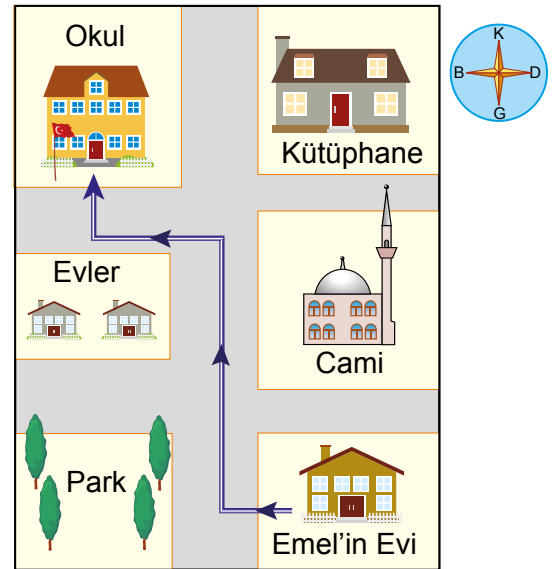 Okul
Kütüphane
K
B
D
G
Evler
Cami
Park
Emel'in Evi